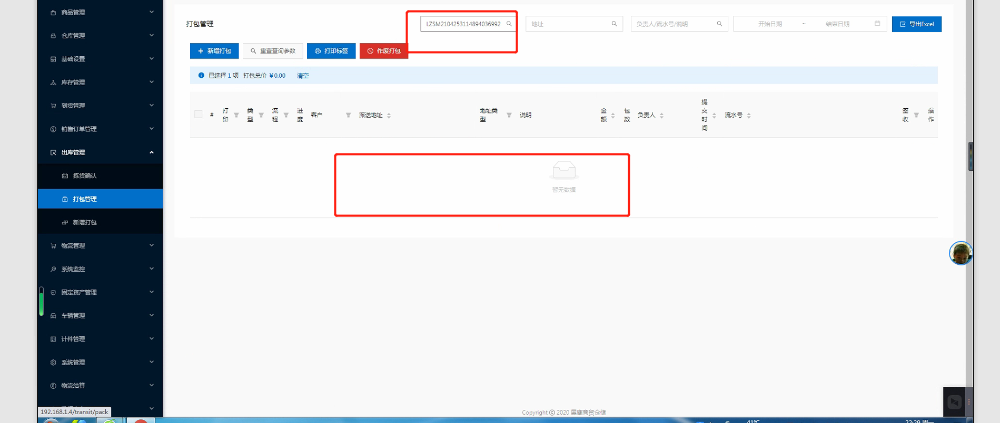 商品管理
仓库管理
基础设置
库存管理
到货管理
销售订单管理
出库管理
拣货确认
打包管理
新增打包
物流管理
系统监控
固定资产管理
车辆管理
计件管理
系统管理
物流结算
192.168.1.4/transit/pack
打包管理
LZSM2104253114894036992
地址
负责人/流水号/说明
开始日期 ~ 结束日期
导出Excel
新增打包
重置查询参数
打印标签
作废打包
已选择 1 项 打包总价 ¥0.00 清空
# 打印 类型 流程 进度 客户 派送地址 地址类型 说明 金额 包数 负责人 提交时间 流水号 签收 操作
暂无数据
Copyright © 2020 展鹿商贸仓储
41℃
22:29 周一